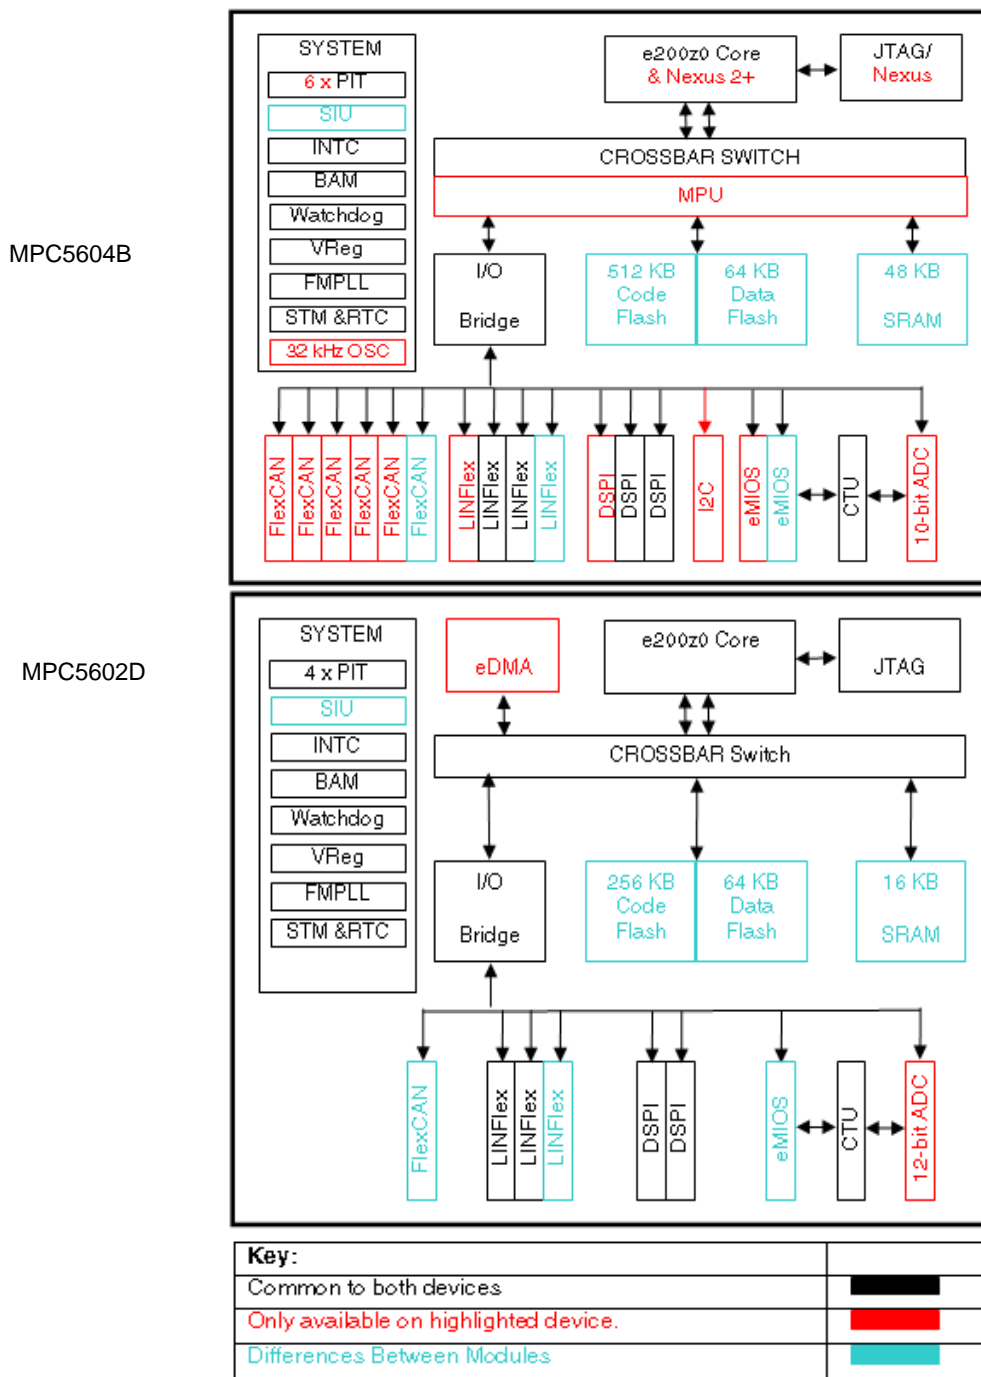 MPC5604B
SYSTEM
6 x PIT
SIU
INTC
BAM
Watchdog
VReg
FMPLL
STM &RTC
32 kHz OSC
e200z0 Core
& Nexus 2+
JTAG/
Nexus
CROSSBAR SWITCH
MPU
I/O
Bridge
512 KB
Code
Flash
64 KB
Data
Flash
48 KB
SRAM
FlexCAN
FlexCAN
FlexCAN
FlexCAN
FlexCAN
FlexCAN
LINFlex
LINFlex
LINFlex
LINFlex
DSPI
DSPI
DSPI
I2C
eMIOS
eMIOS
CTU
10-bit ADC
MPC5602D
SYSTEM
4 x PIT
SIU
INTC
BAM
Watchdog
VReg
FMPLL
STM &RTC
eDMA
e200z0 Core
JTAG
CROSSBAR Switch
I/O
Bridge
256 KB
Code
Flash
64 KB
Data
Flash
16 KB
SRAM
FlexCAN
LINFlex
LINFlex
LINFlex
DSPI
DSPI
eMIOS
CTU
12-bit ADC
Key:
Common to both devices
Only available on highlighted device.
Differences Between Modules